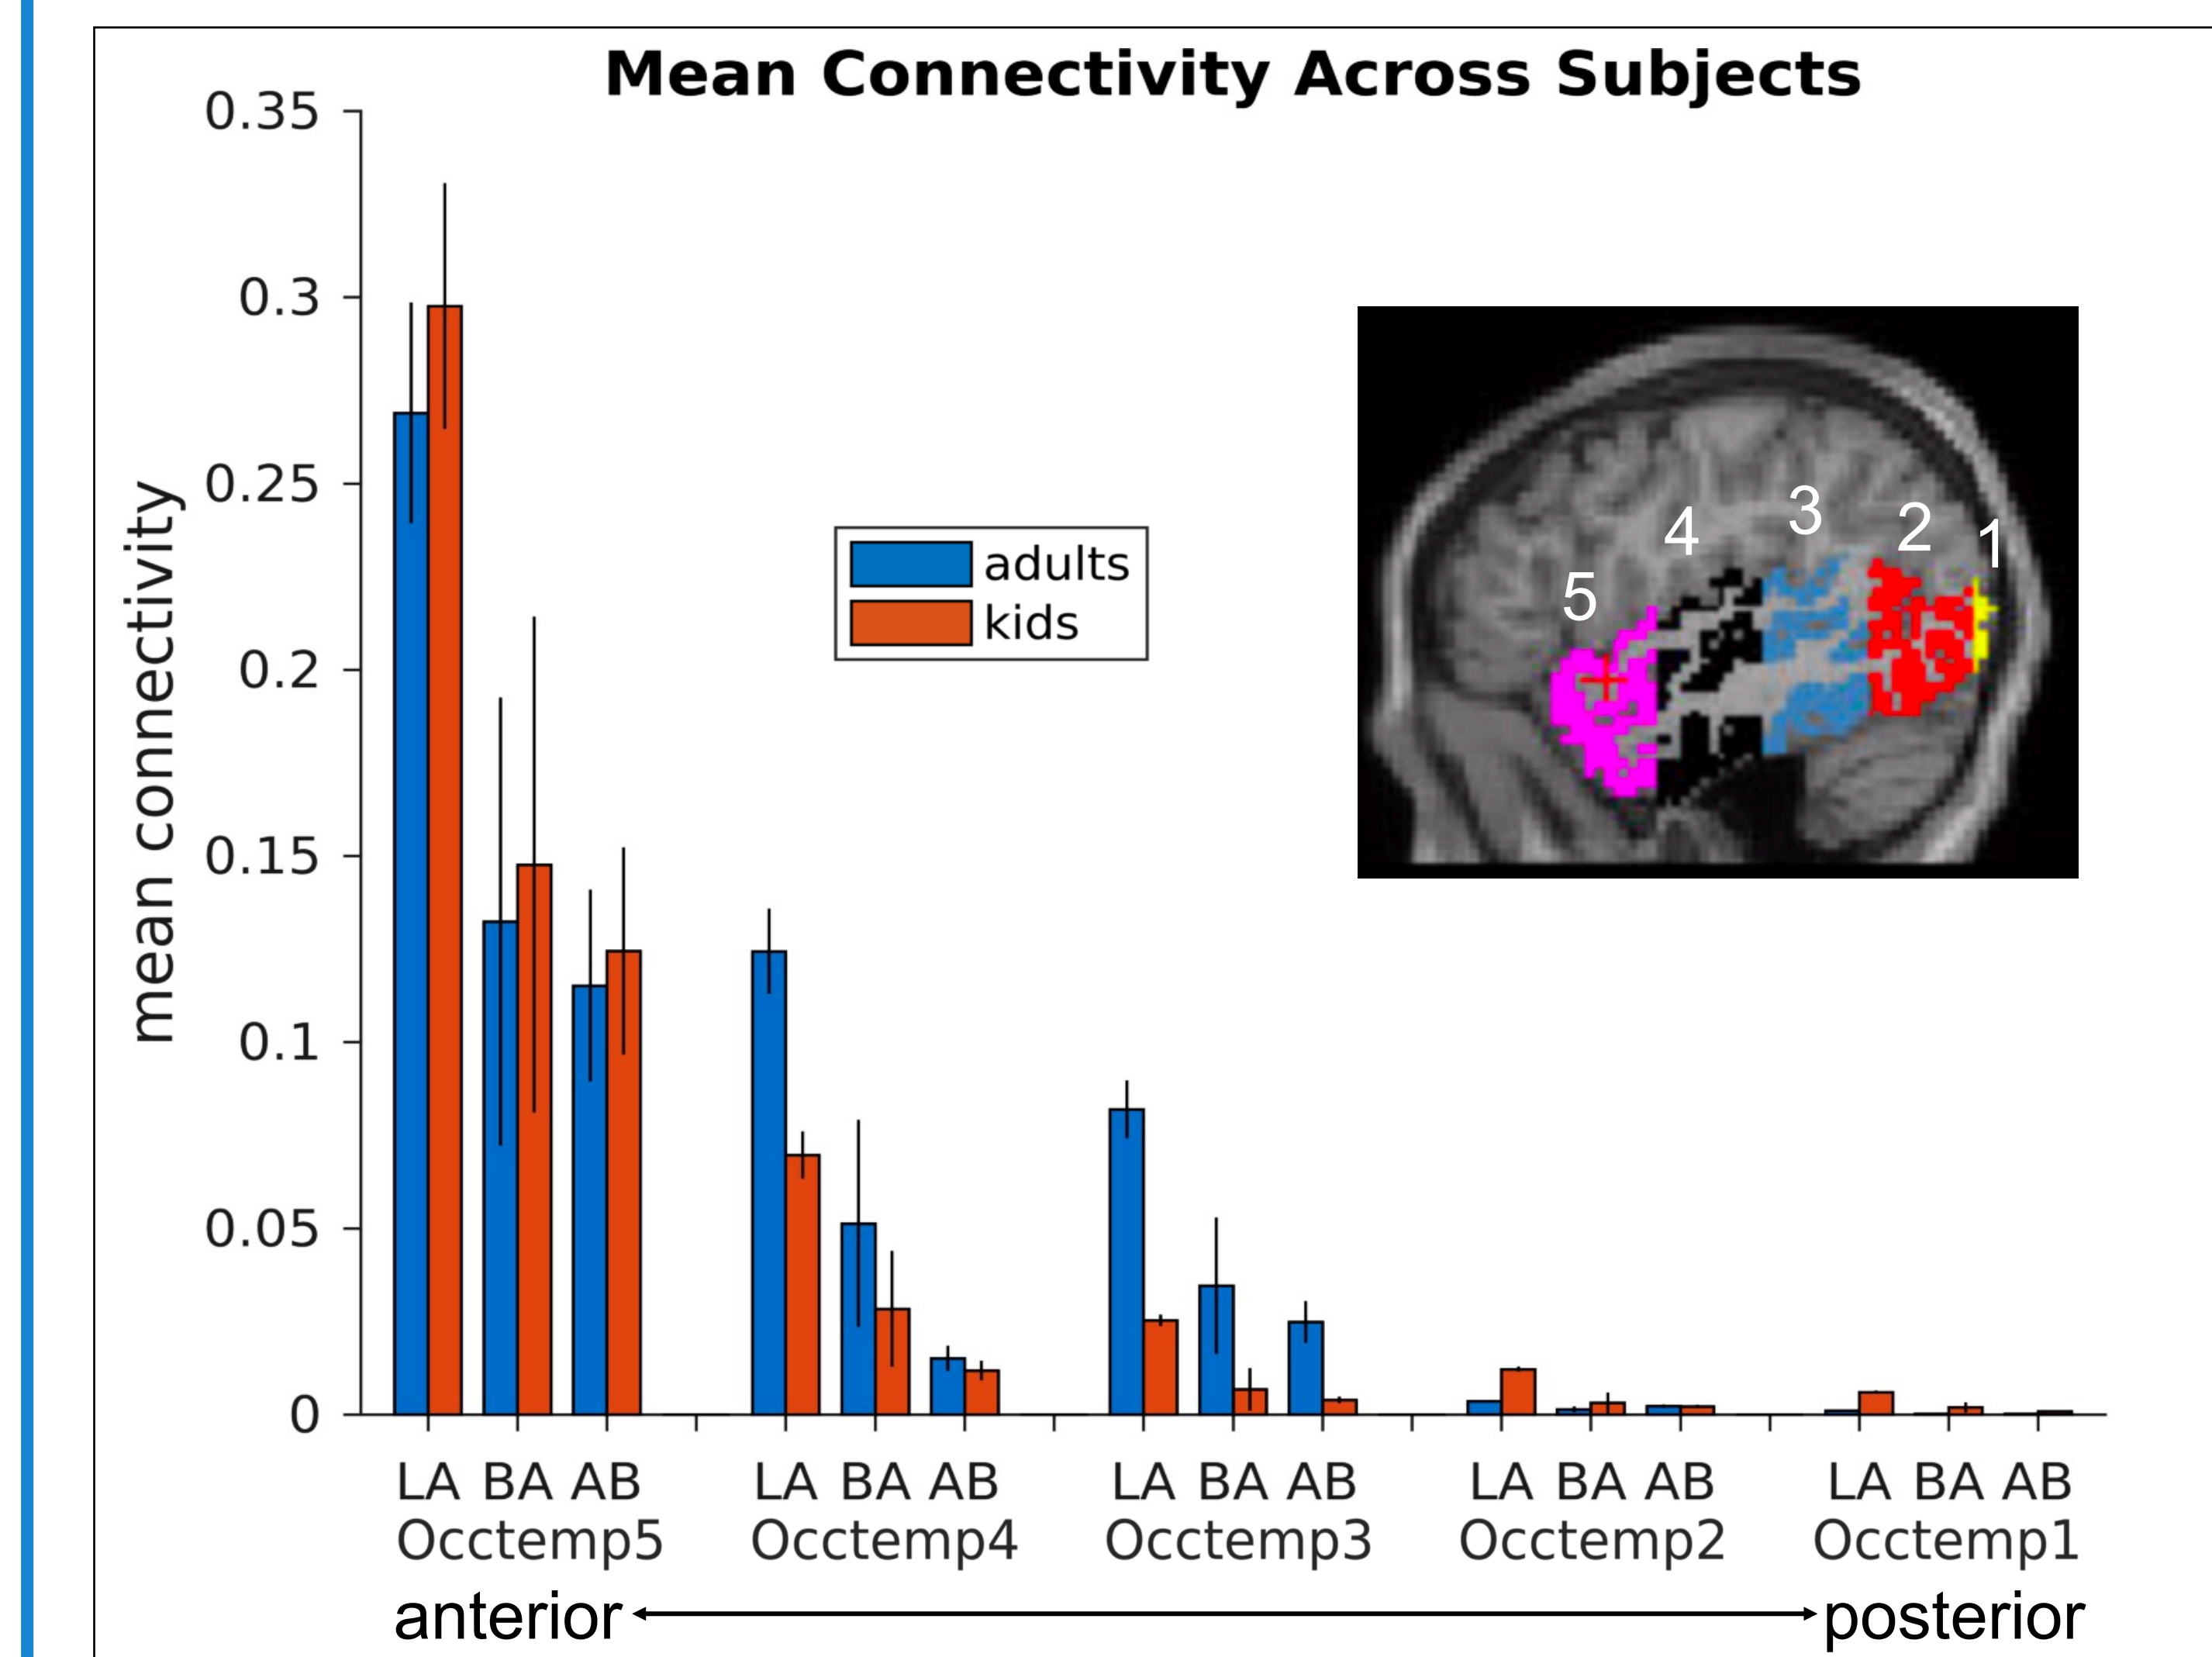 Mean Connectivity Across Subjects
0.35
0.3
0.25
0.2
0.15
0.1
0.05
0
mean connectivity
adults
kids
5
4
3
2
1
LA BA AB LA BA AB LA BA AB LA BA AB LA BA AB
Occtemp5 Occtemp4 Occtemp3 Occtemp2 Occtemp1
anterior posterior